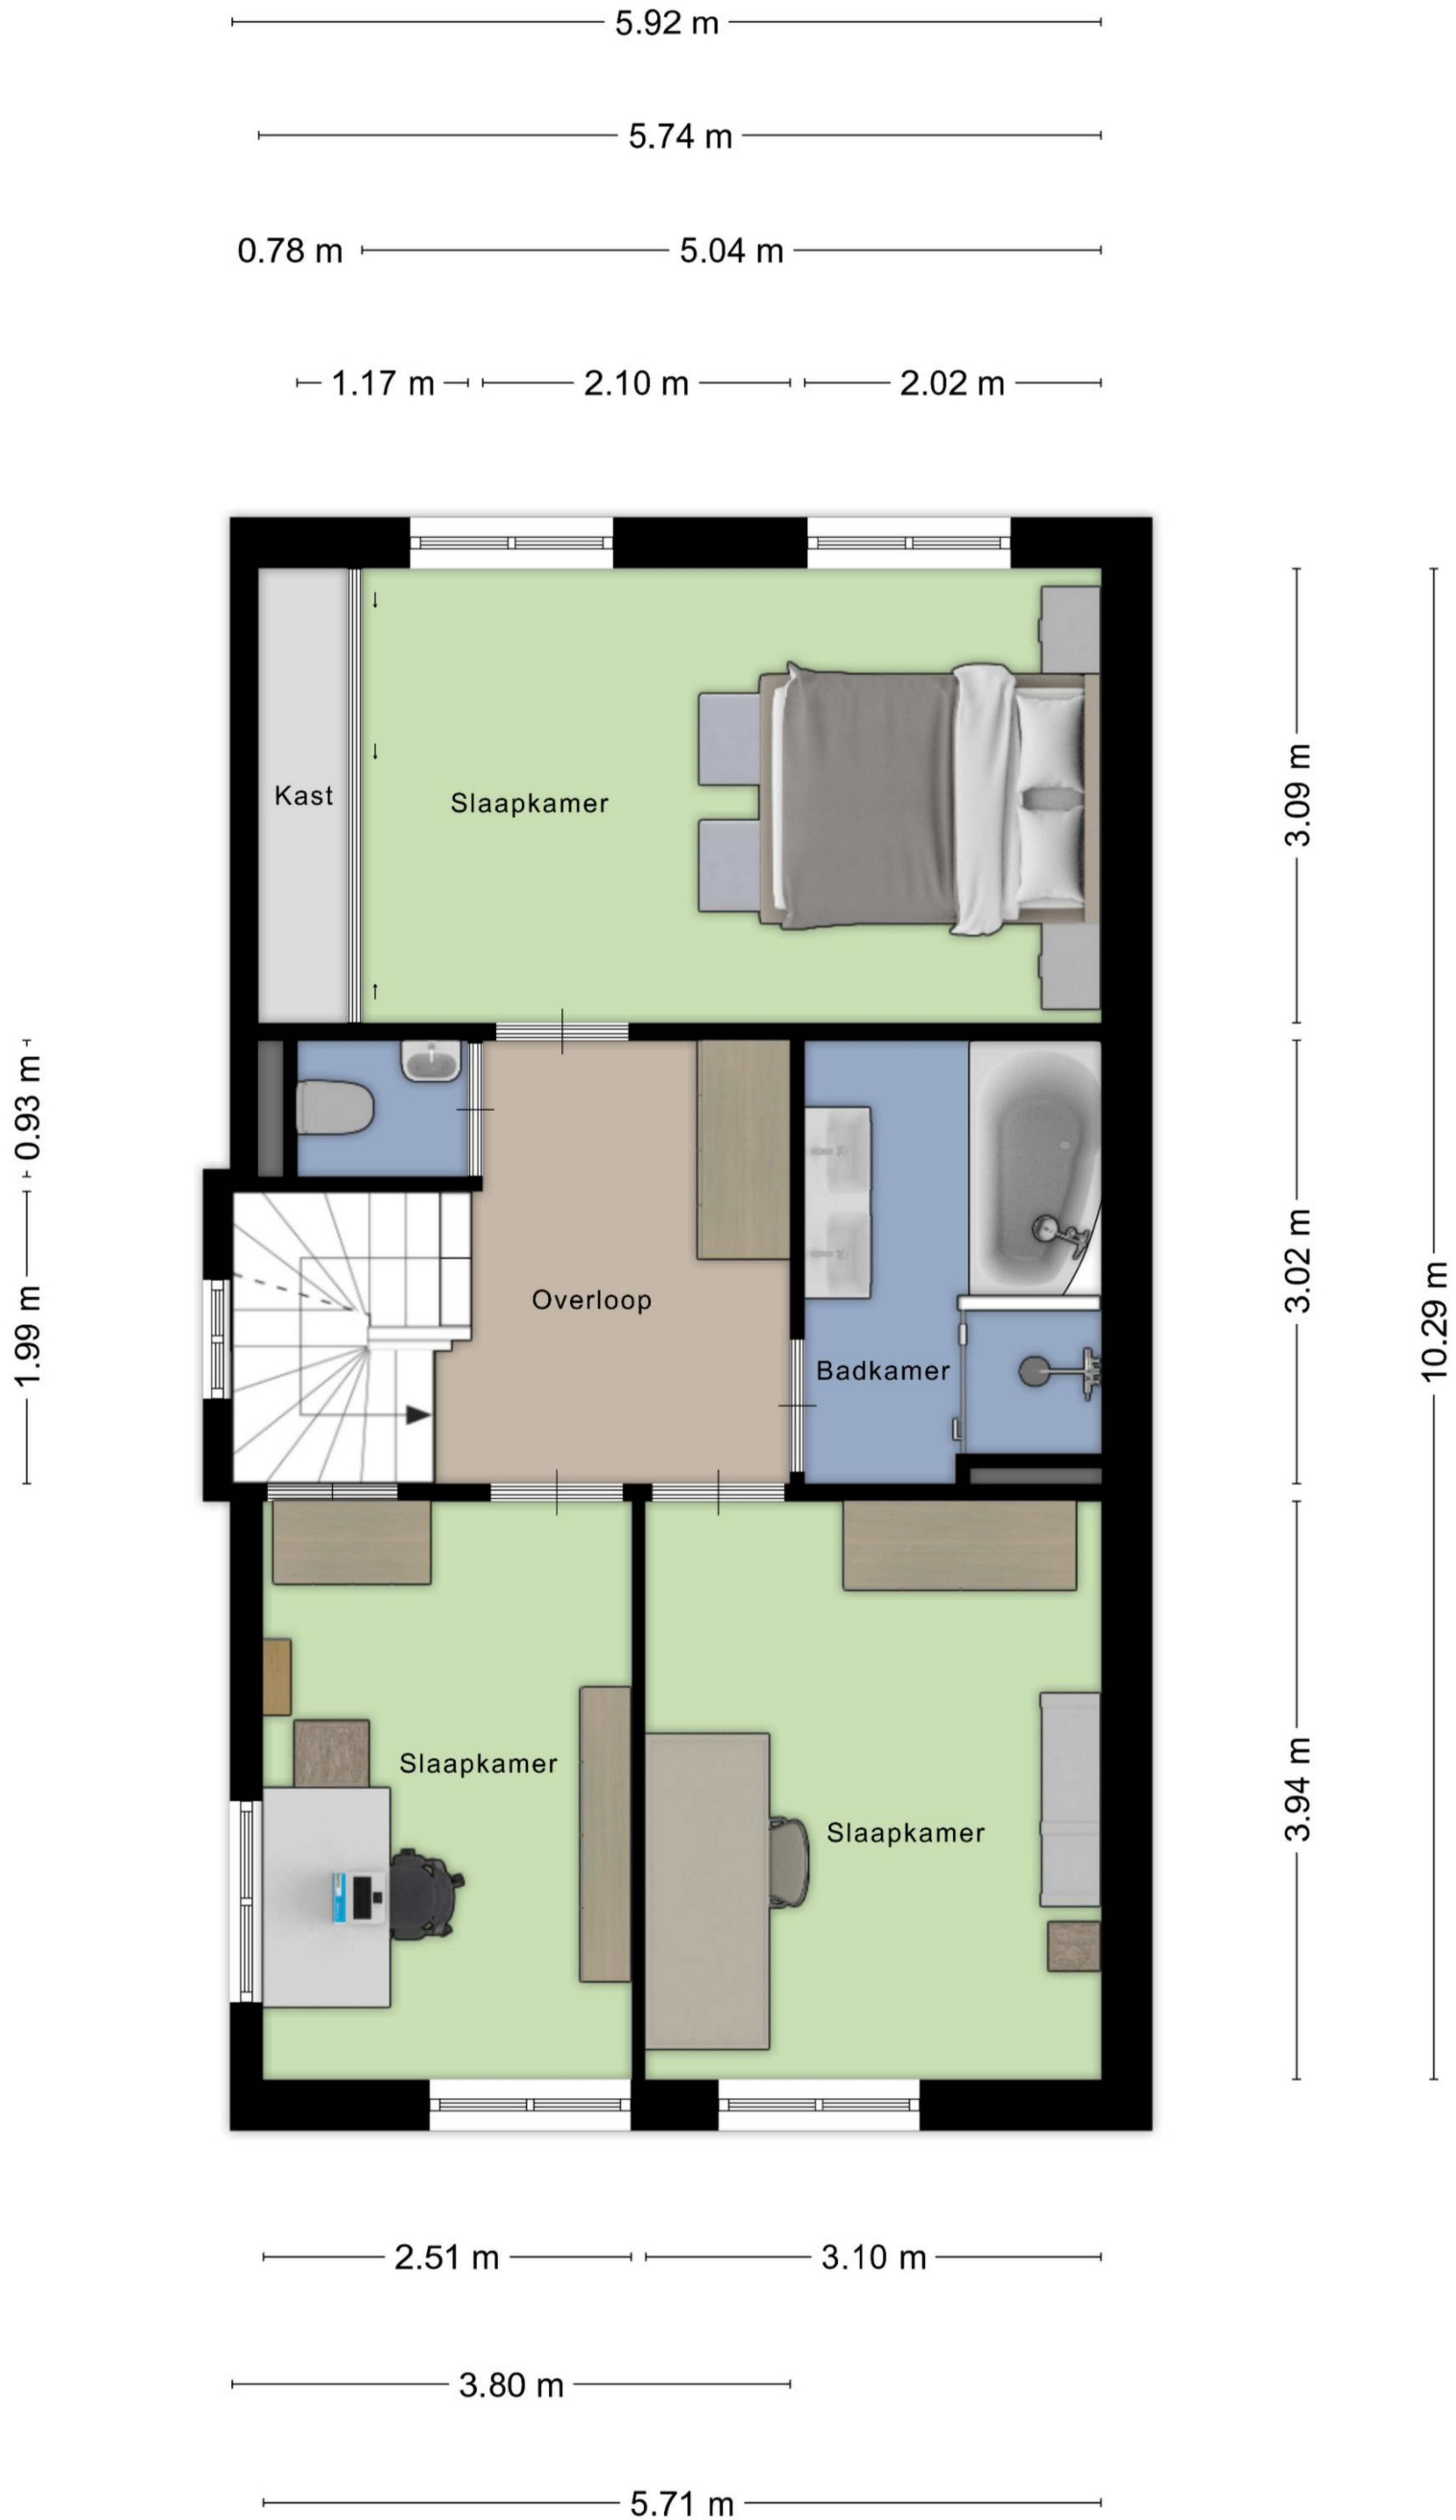 5.92 m
5.74 m
0.78 m
5.04 m
1.17 m
2.10 m
2.02 m
Kast
Slaapkamer
3.09 m
0.93 m
1.99 m
Overloop
Badkamer
3.02 m
10.29 m
Slaapkamer
Slaapkamer
3.94 m
2.51 m
3.10 m
3.80 m
5.71 m